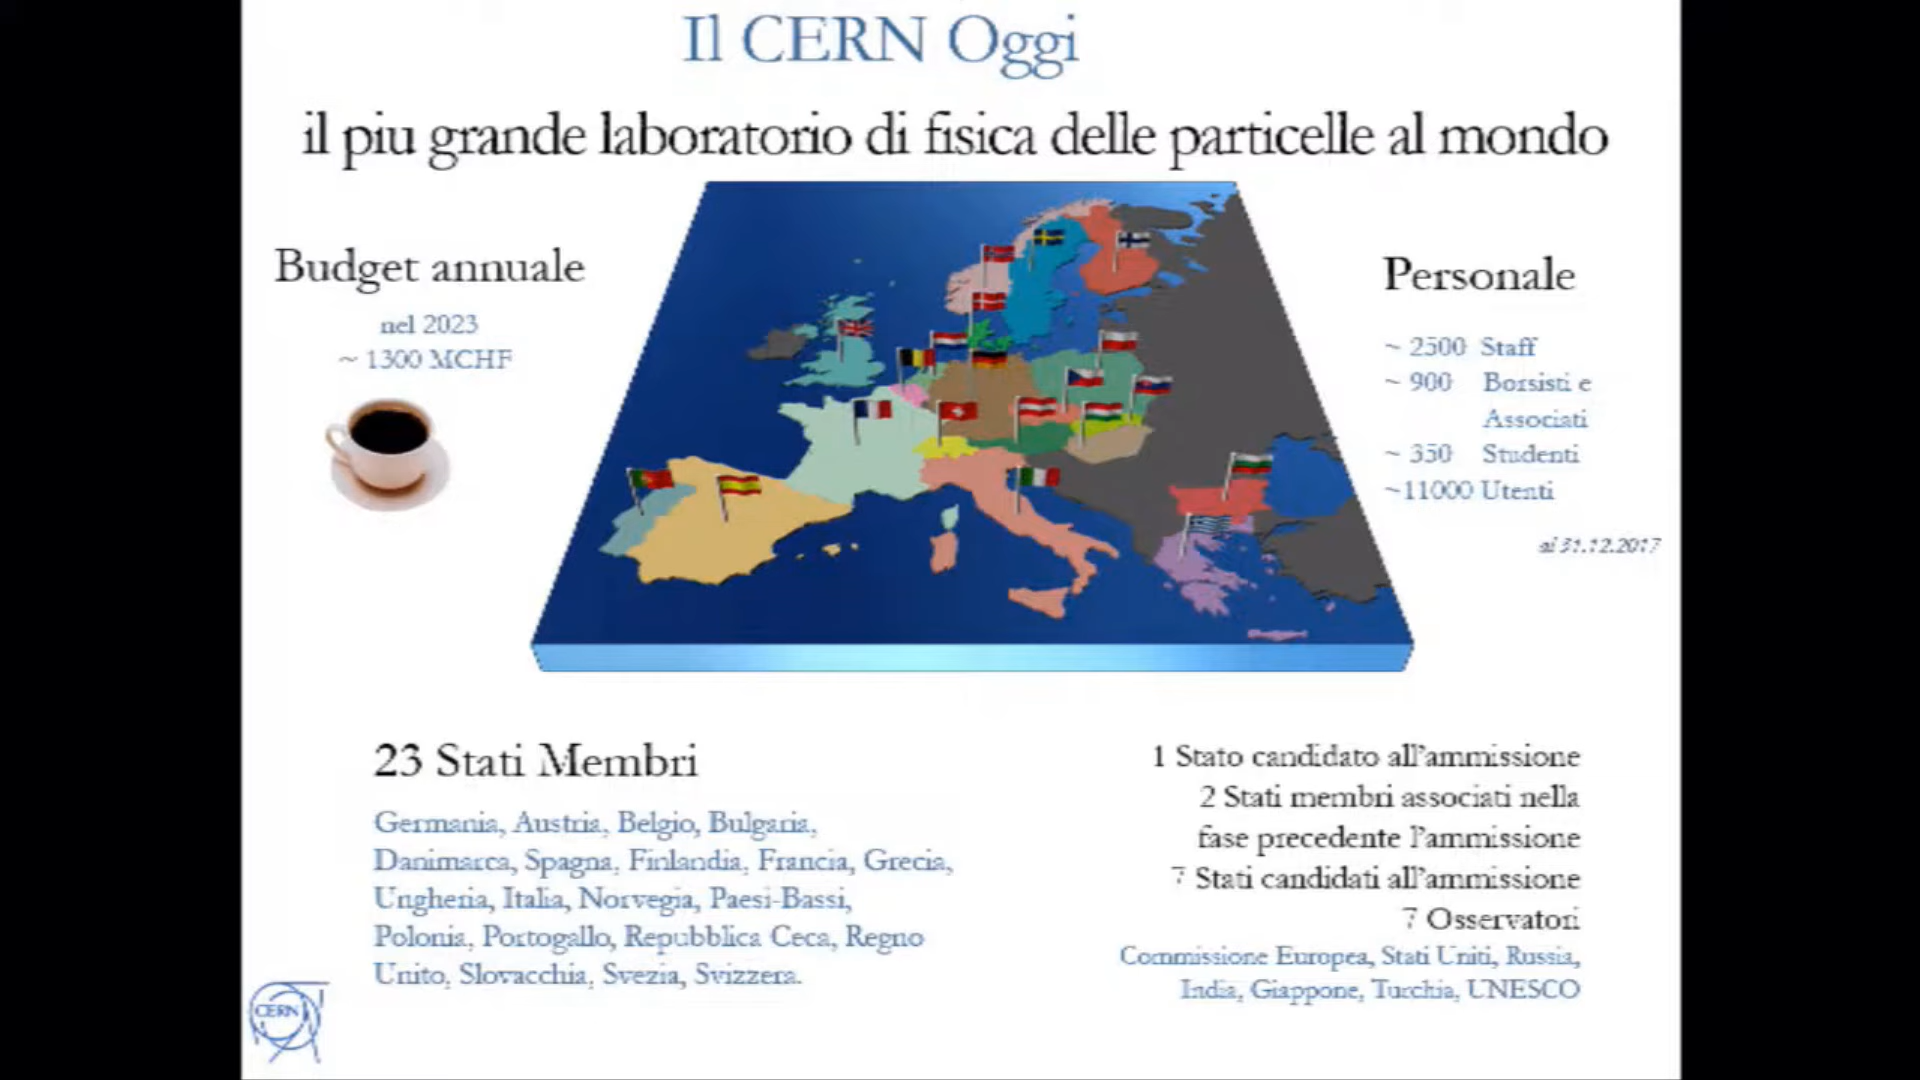 Il CERN Oggi
il piu grande laboratorio di fisica delle particelle al mondo
Budget annuale
nel 2023
~ 1300 MCHF
Personale
~ 2500 Staff
~ 900 Borsisti e
Associati
~ 350 Studenti
~11000 Utenti
al 31.12.2017
23 Stati Membri
Germania, Austria, Belgio, Bulgaria,
Danimarca, Spagna, Finlandia, Francia, Grecia,
Ungheria, Italia, Norvegia, Paesi-Bassi,
Polonia, Portogallo, Repubblica Ceca, Regno
Unito, Slovacchia, Svezia, Svizzera.
1 Stato candidato all'ammissione
2 Stati membri associati nella
fase precedente l'ammissione
7 Stati candidati all'ammissione
7 Osservatori
Commissione Europea, Stati Uniti, Russia,
India, Giappone, Turchia, UNESCO
CERN